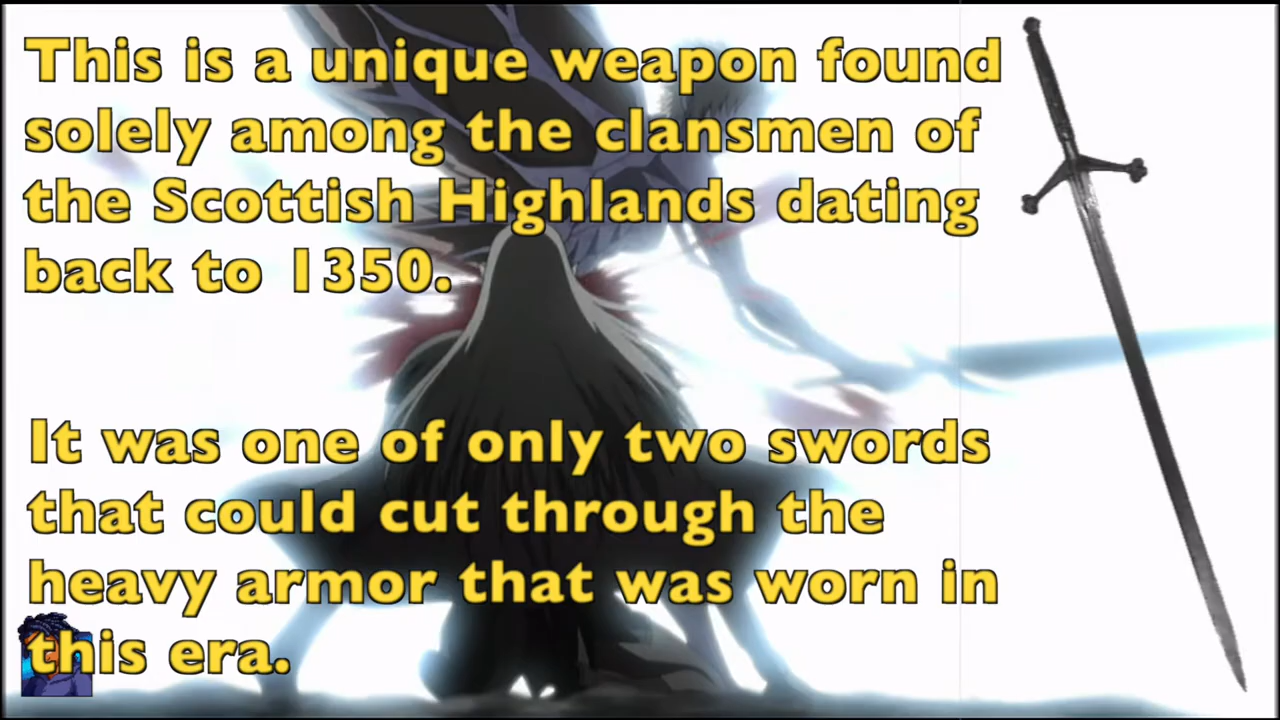 This is a unique weapon found
solely among the clansmen of
the Scottish Highlands dating
back to 1350.
It was one of only two swords
that could cut through the
heavy armor that was worn in
this era.